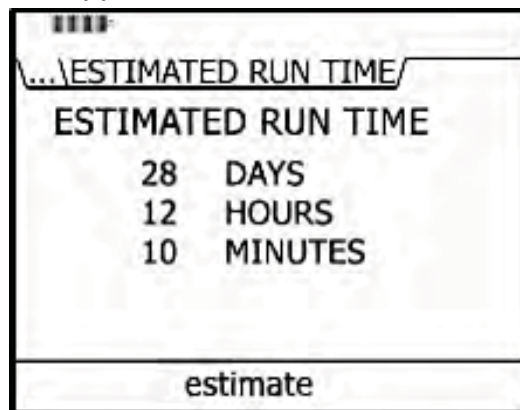 \...\ESTIMATED RUN TIME/
ESTIMATED RUN TIME
28 DAYS
12 HOURS
10 MINUTES
estimate